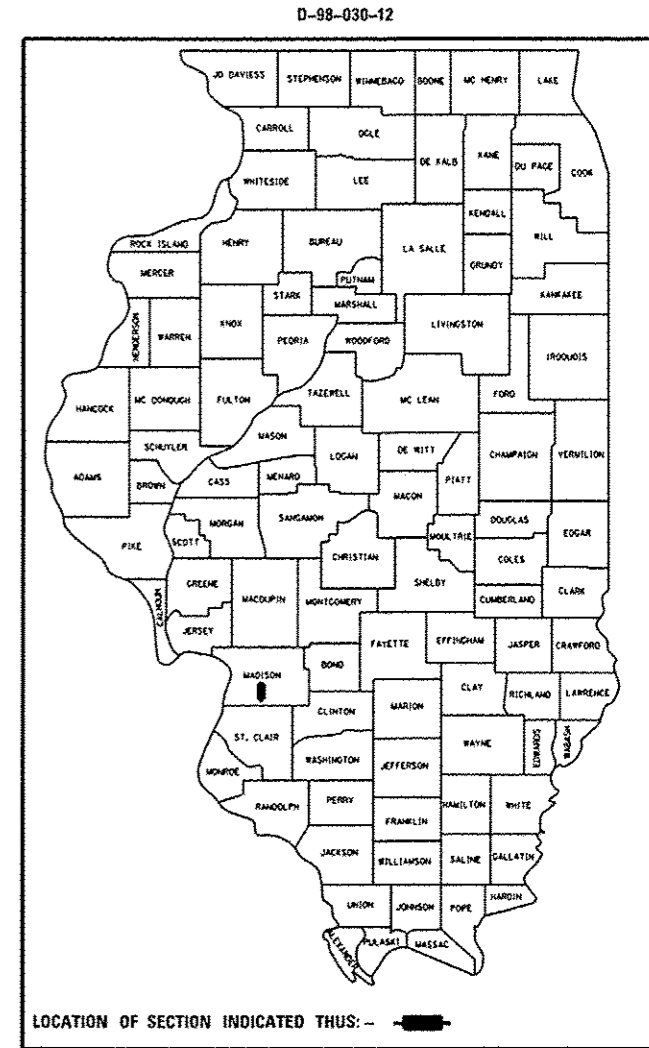 D-98-030-12
JO DAVIESS STEPHENSON WINNEBAGO BOONE MC HENRY LAKE
CARROLL OGLE DE KALB KANE DU PAGE COOK
WHITESIDE LEE KENDALL WILL
ROCK ISLAND HENRY BUREAU LA SALLE GRUNDY
MERCER STARK PUTNAM KANKAKEE
HENDERSON WARREN KNOX PEORIA MARSHALL WOODFORD LIVINGSTON IROQUOIS
HANCOCK MC DONOUGH FULTON TAZEWELL MC LEAN FORD
SCHUYLER MASON LOGAN DE WITT CHAMPAIGN VERMILION
ADAMS BROWN CASS MENARD MACON PIATT
PIKE SCOTT MORGAN SANGAMON CHRISTIAN MOULTRIE DOUGLAS EDGAR
COLES
CALHOUN GREENE MACOUPIN MONTGOMERY SHELBY CUMBERLAND CLARK
JERSEY FAYETTE EFFINGHAM JASPER CRAWFORD
MADISON BOND CLAY RICHLAND LAWRENCE
CLINTON MARION
ST. CLAIR WASHINGTON JEFFERSON WAYNE EDWARDS WABASH
MONROE
RANDOLPH PERRY FRANKLIN HAMILTON WHITE
JACKSON WILLIAMSON SALINE GALLATIN
UNION JOHNSON POPE HARDIN
ALEXANDER PULASKI MASSAC
LOCATION OF SECTION INDICATED THUS: -